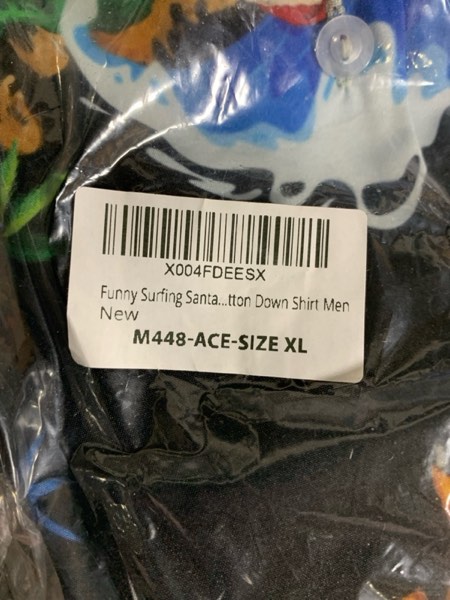 X004FDEESX
Funny Surfing Santa...tton Down Shirt Men
New
M448-ACE-SIZE XL